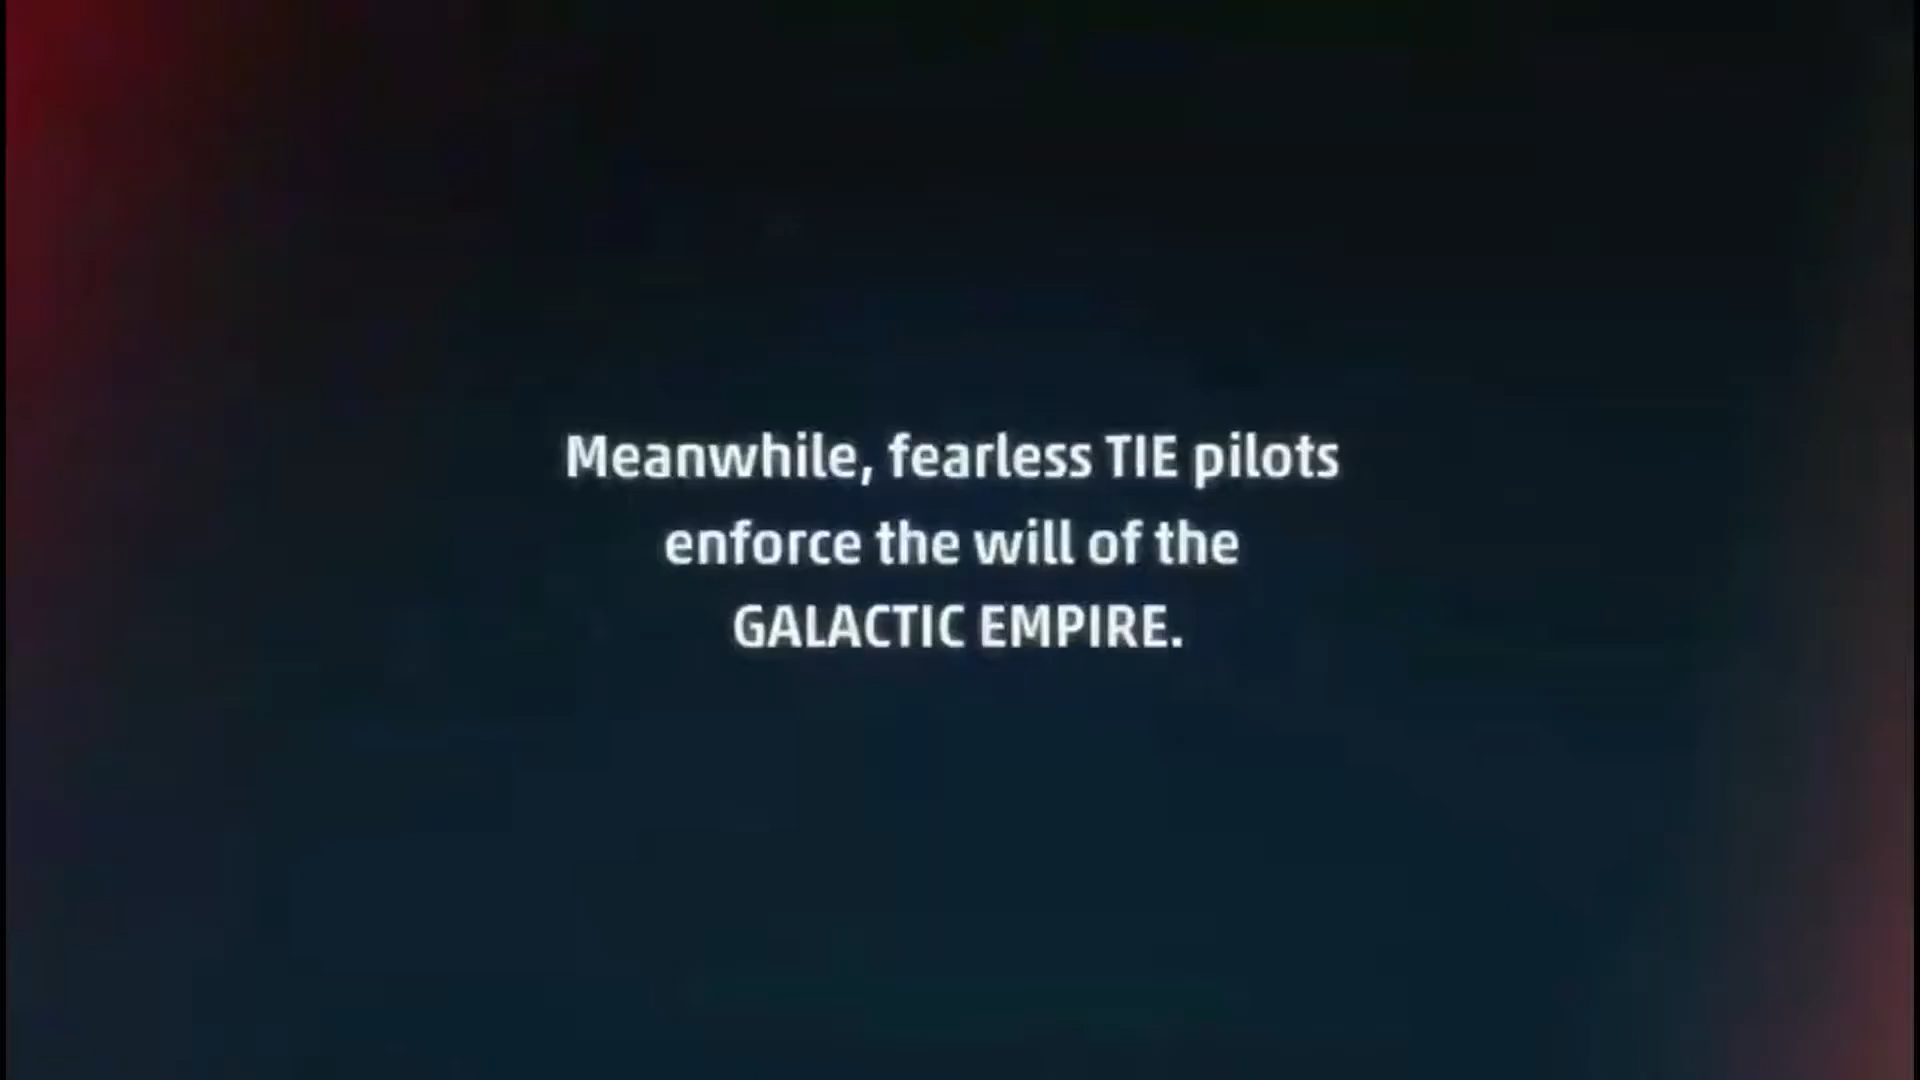 Meanwhile, fearless TIE pilots
enforce the will of the
GALACTIC EMPIRE.